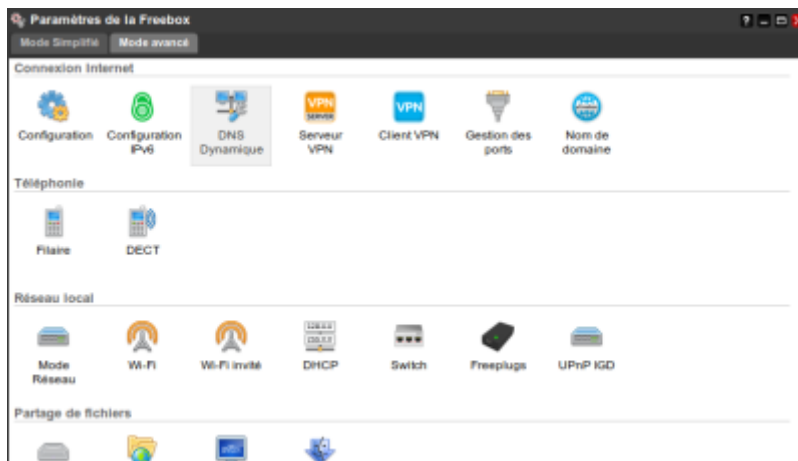 Paramètres de la Freebox
Mode Simplifié Mode avancé
Connexion Internet
VPN SERVER VPN
Configuration Configuration IPv6 DNS Dynamique Serveur VPN Client VPN Gestion des ports Nom de domaine
Téléphonie
Filaire DECT
Réseau local
Mode Réseau Wi-Fi Wi-Fi invité DHCP Switch Freeplugs UPnP IGD
Partage de fichiers